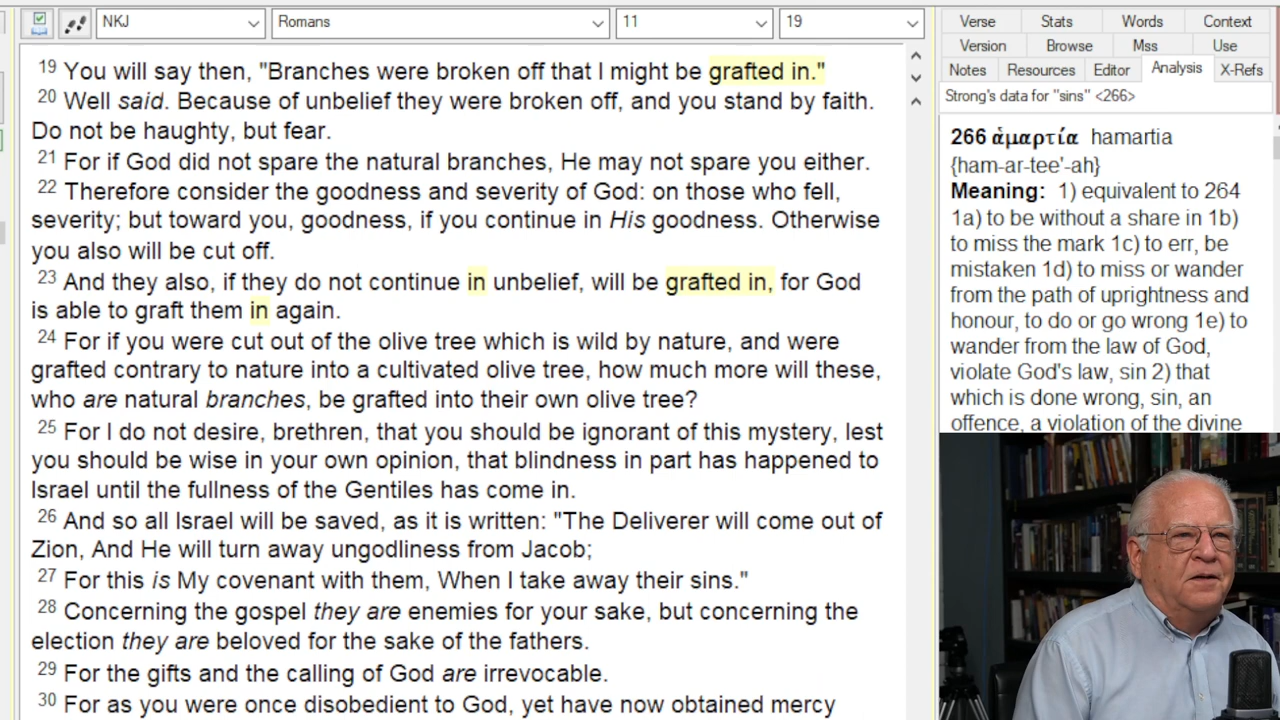 NKJ Romans 11 19
19 You will say then, "Branches were broken off that I might be grafted in."
20 Well said. Because of unbelief they were broken off, and you stand by faith.
Do not be haughty, but fear.
21 For if God did not spare the natural branches, He may not spare you either.
22 Therefore consider the goodness and severity of God: on those who fell,
severity; but toward you, goodness, if you continue in His goodness. Otherwise
you also will be cut off.
23 And they also, if they do not continue in unbelief, will be grafted in, for God
is able to graft them in again.
24 For if you were cut out of the olive tree which is wild by nature, and were
grafted contrary to nature into a cultivated olive tree, how much more will these,
who are natural branches, be grafted into their own olive tree?
25 For I do not desire, brethren, that you should be ignorant of this mystery, lest
you should be wise in your own opinion, that blindness in part has happened to
Israel until the fullness of the Gentiles has come in.
26 And so all Israel will be saved, as it is written: "The Deliverer will come out of
Zion, And He will turn away ungodliness from Jacob;
27 For this is My covenant with them, When I take away their sins."
28 Concerning the gospel they are enemies for your sake, but concerning the
election they are beloved for the sake of the fathers.
29 For the gifts and the calling of God are irrevocable.
30 For as you were once disobedient to God, yet have now obtained mercy
Verse Stats Words Context
Version Browse Mss Use
Notes Resources Editor Analysis X-Refs
Strong's data for "sins" <266>
266 ἁμαρτία hamartia
{ham-ar-tee'-ah}
Meaning: 1) equivalent to 264
1a) to be without a share in 1b)
to miss the mark 1c) to err, be
mistaken 1d) to miss or wander
from the path of uprightness and
honour, to do or go wrong 1e) to
wander from the law of God,
violate God's law, sin 2) that
which is done wrong, sin, an
offence, a violation of the divine